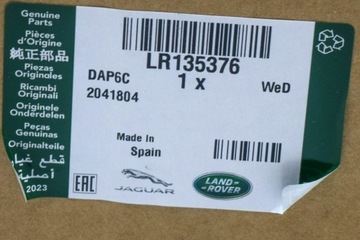 Genuine
Parts
Pièces
d'Origine
純正部品
Piezas
Originales
Ricambi
Originali
Originele
Onderdelen
Peças
Genuinas
Originalteile
قطع غيار
أصلية
2023
LR135376
DAP6C
1 x
WeD
2041804
Made In
Spain
EAC
JAGUAR
LAND-
ROVER